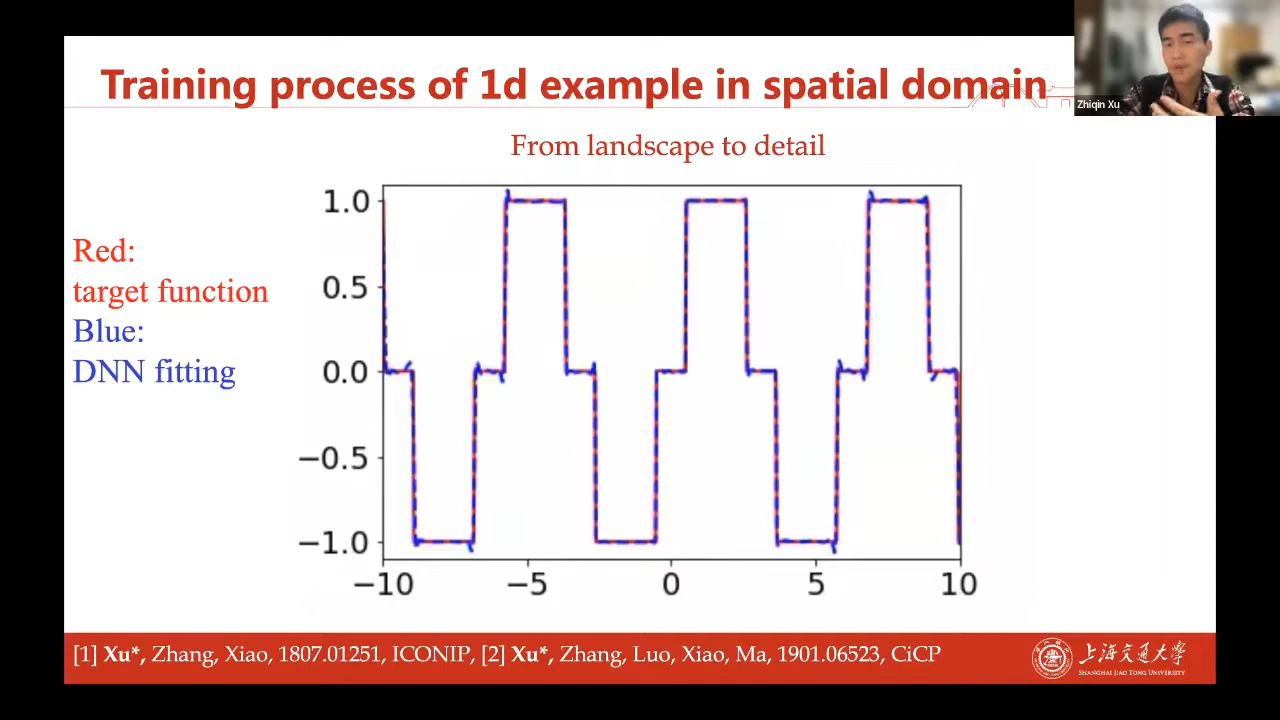 Training process of 1d example in spatial domain
Zhiqin Xu
From landscape to detail
Red:
target function
Blue:
DNN fitting
1.0
0.5
0.0
−0.5
−1.0
−10
−5
0
5
10
[1] Xu*, Zhang, Xiao, 1807.01251, ICONIP, [2] Xu*, Zhang, Luo, Xiao, Ma, 1901.06523, CiCP
上海交通大学
SHANGHAI JIAO TONG UNIVERSITY